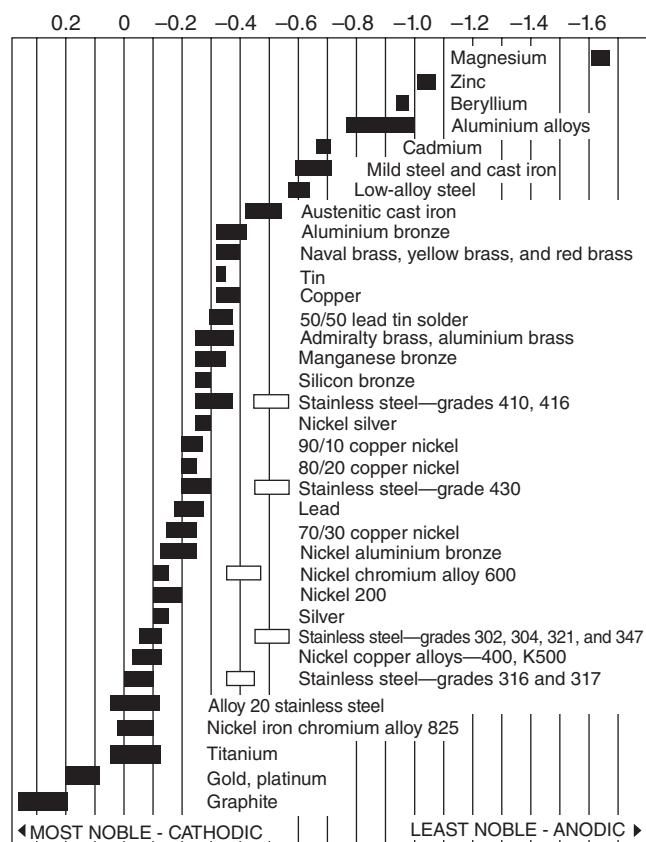 0.2 0 −0.2 −0.4 −0.6 −0.8 −1.0 −1.2 −1.4 −1.6
Magnesium
Zinc
Beryllium
Aluminium alloys
Cadmium
Mild steel and cast iron
Low-alloy steel
Austenitic cast iron
Aluminium bronze
Naval brass, yellow brass, and red brass
Tin
Copper
50/50 lead tin solder
Admiralty brass, aluminium brass
Manganese bronze
Silicon bronze
Stainless steel—grades 410, 416
Nickel silver
90/10 copper nickel
80/20 copper nickel
Stainless steel—grade 430
Lead
70/30 copper nickel
Nickel aluminium bronze
Nickel chromium alloy 600
Nickel 200
Silver
Stainless steel—grades 302, 304, 321, and 347
Nickel copper alloys—400, K500
Stainless steel—grades 316 and 317
Alloy 20 stainless steel
Nickel iron chromium alloy 825
Titanium
Gold, platinum
Graphite
MOST NOBLE - CATHODIC LEAST NOBLE - ANODIC